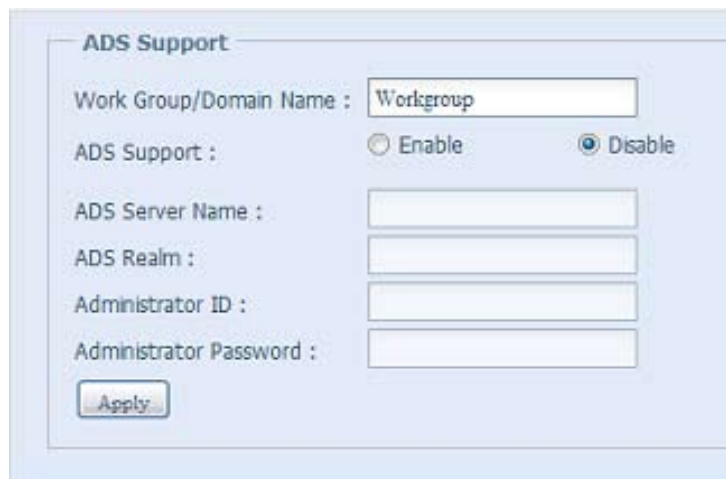 ADS Support
Work Group/Domain Name : Workgroup
ADS Support : Enable Disable
ADS Server Name :
ADS Realm :
Administrator ID :
Administrator Password :
Apply